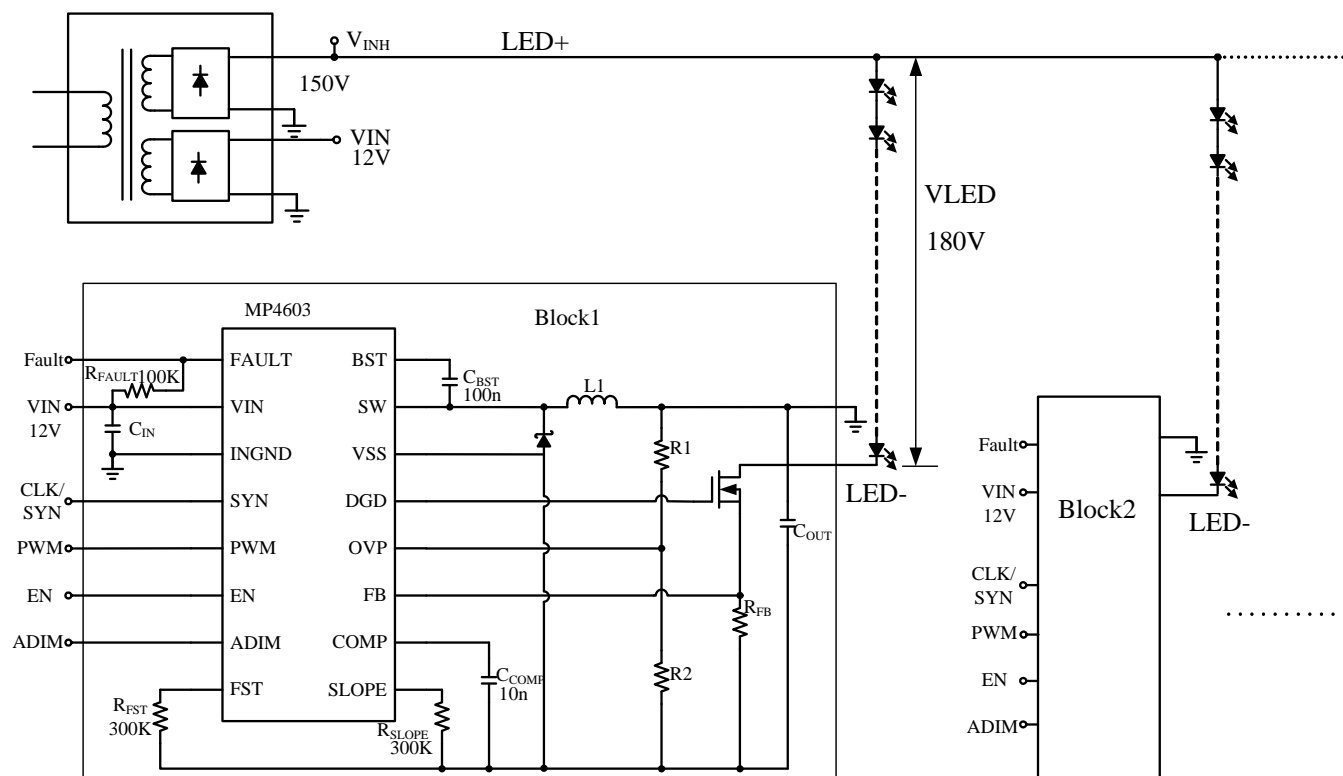 VINH
LED+
150V
VIN
12V
VLED
180V
MP4603
Block1
Fault
RFAULT100K
VIN
12V
CIN
CLK/
SYN
PWM
EN
ADIM
RFST
300K
FAULT
VIN
INGND
SYN
PWM
EN
ADIM
FST
BST
SW
VSS
DGD
OVP
FB
COMP
SLOPE
CBST
100n
L1
R1
COUT
RFB
CCOMP
10n
R2
RSLOPE
300K
LED-
Fault
VIN
12V
CLK/
SYN
PWM
EN
ADIM
Block2
LED-